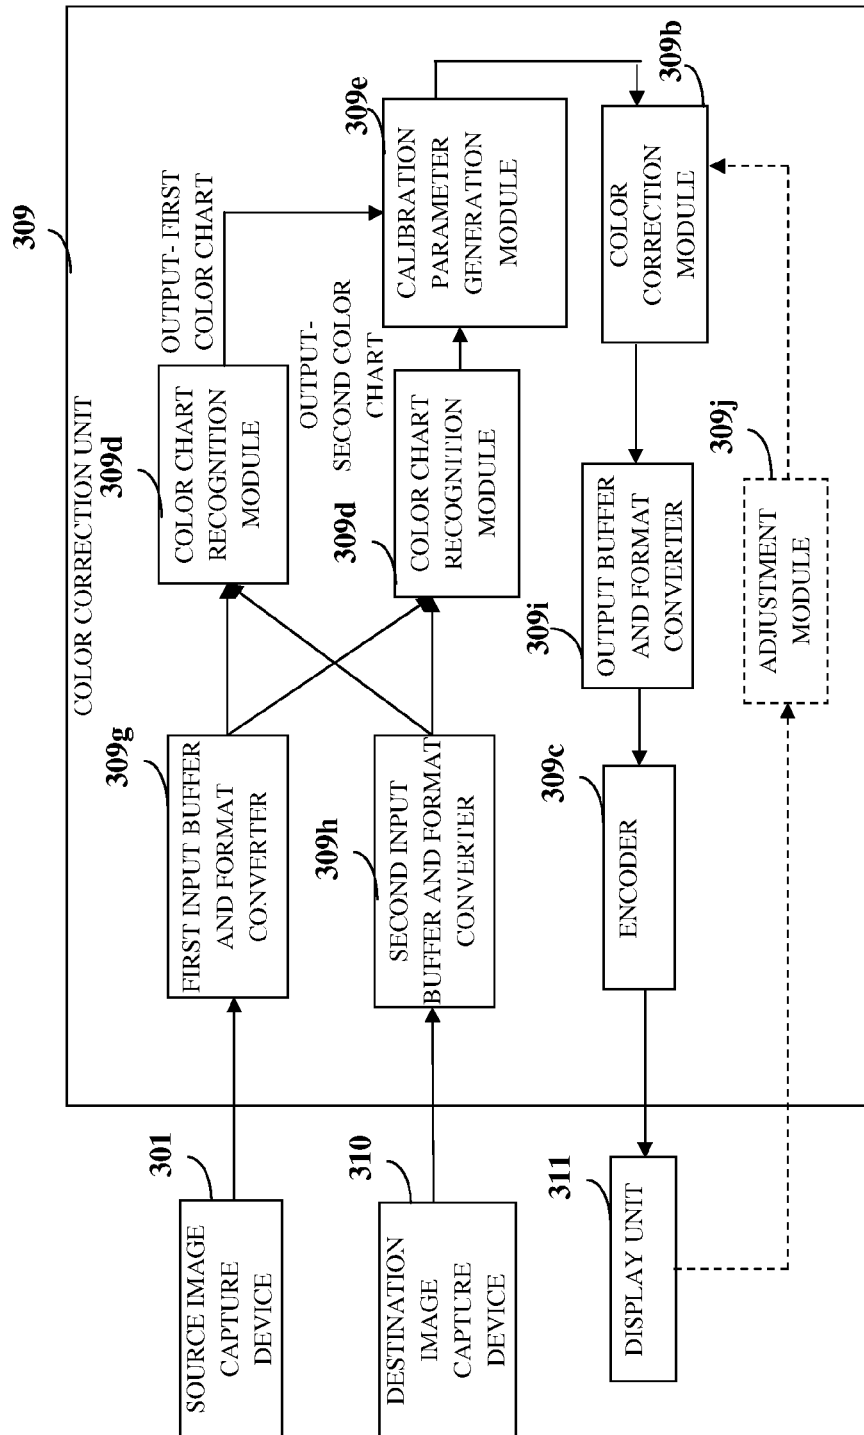 309
COLOR CORRECTION UNIT
301
SOURCE IMAGE
CAPTURE
DEVICE
309g
FIRST INPUT BUFFER
AND FORMAT
CONVERTER
309d
COLOR CHART
RECOGNITION
MODULE
OUTPUT- FIRST
COLOR CHART
310
DESTINATION
IMAGE
CAPTURE
DEVICE
309h
SECOND INPUT
BUFFER AND FORMAT
CONVERTER
309d
COLOR CHART
RECOGNITION
MODULE
OUTPUT-
SECOND COLOR
CHART
309e
CALIBRATION
PARAMETER
GENERATION
MODULE
311
DISPLAY UNIT
309c
ENCODER
309i
OUTPUT BUFFER
AND FORMAT
CONVERTER
309b
COLOR
CORRECTION
MODULE
309j
ADJUSTMENT
MODULE